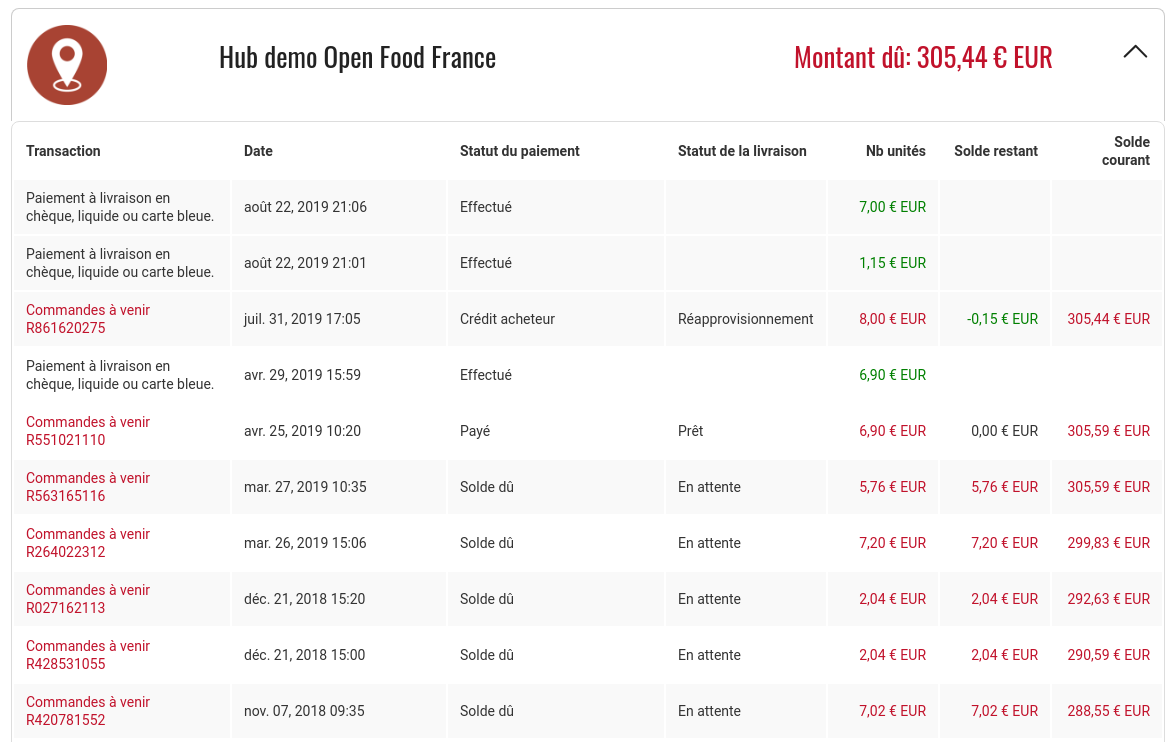 Hub demo Open Food France
Montant dû: 305,44 € EUR
Transaction Date Statut du paiement Statut de la livraison Nb unités Solde restant Solde
courant
Paiement à livraison en
chèque, liquide ou carte bleue. août 22, 2019 21:06 Effectué 7,00 € EUR
Paiement à livraison en
chèque, liquide ou carte bleue. août 22, 2019 21:01 Effectué 1,15 € EUR
Commandes à venir
R861620275 juil. 31, 2019 17:05 Crédit acheteur Réapprovisionnement 8,00 € EUR -0,15 € EUR 305,44 € EUR
Paiement à livraison en
chèque, liquide ou carte bleue. avr. 29, 2019 15:59 Effectué 6,90 € EUR
Commandes à venir
R551021110 avr. 25, 2019 10:20 Payé Prêt 6,90 € EUR 0,00 € EUR 305,59 € EUR
Commandes à venir
R563165116 mar. 27, 2019 10:35 Solde dû En attente 5,76 € EUR 5,76 € EUR 305,59 € EUR
Commandes à venir
R264022312 mar. 26, 2019 15:06 Solde dû En attente 7,20 € EUR 7,20 € EUR 299,83 € EUR
Commandes à venir
R027162113 déc. 21, 2018 15:20 Solde dû En attente 2,04 € EUR 2,04 € EUR 292,63 € EUR
Commandes à venir
R428531055 déc. 21, 2018 15:00 Solde dû En attente 2,04 € EUR 2,04 € EUR 290,59 € EUR
Commandes à venir
R420781552 nov. 07, 2018 09:35 Solde dû En attente 7,02 € EUR 7,02 € EUR 288,55 € EUR